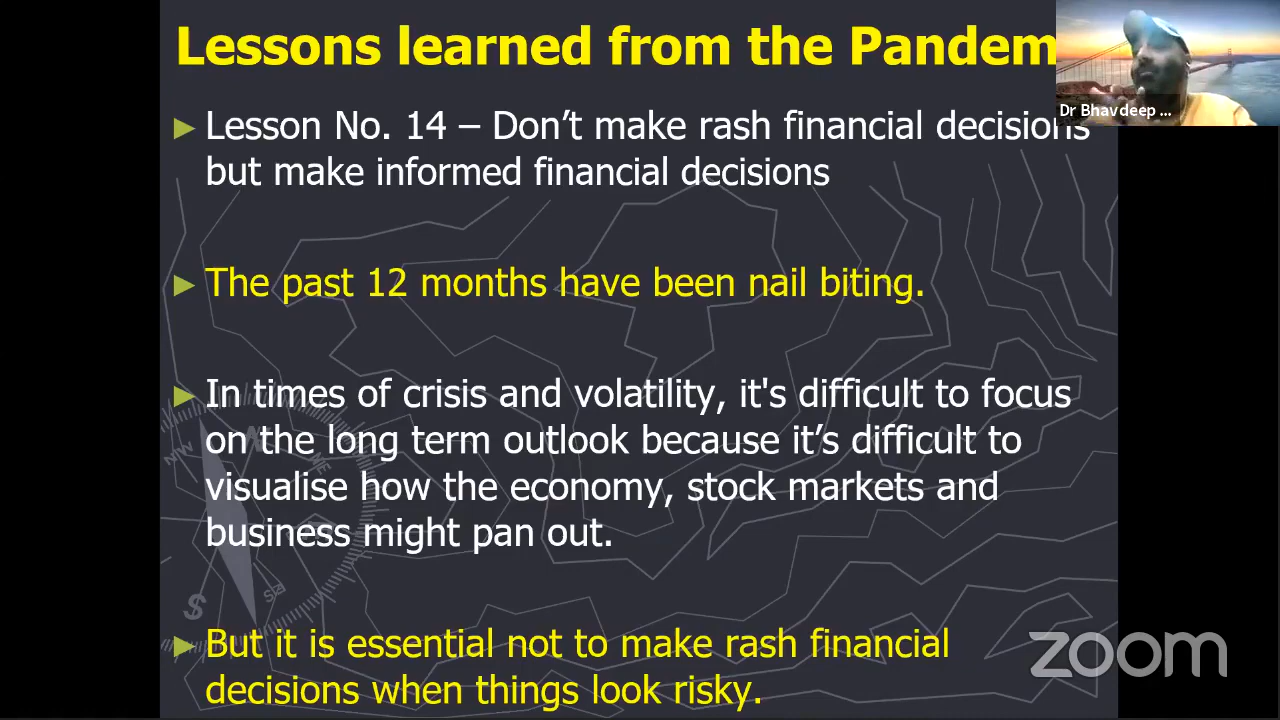 Lessons learned from the Pandem
Dr Bhavdeep ...
► Lesson No. 14 – Don’t make rash financial decisions
but make informed financial decisions
► The past 12 months have been nail biting.
► In times of crisis and volatility, it's difficult to focus
on the long term outlook because it’s difficult to
visualise how the economy, stock markets and
business might pan out.
► But it is essential not to make rash financial
decisions when things look risky.
NW
W
S
zoom